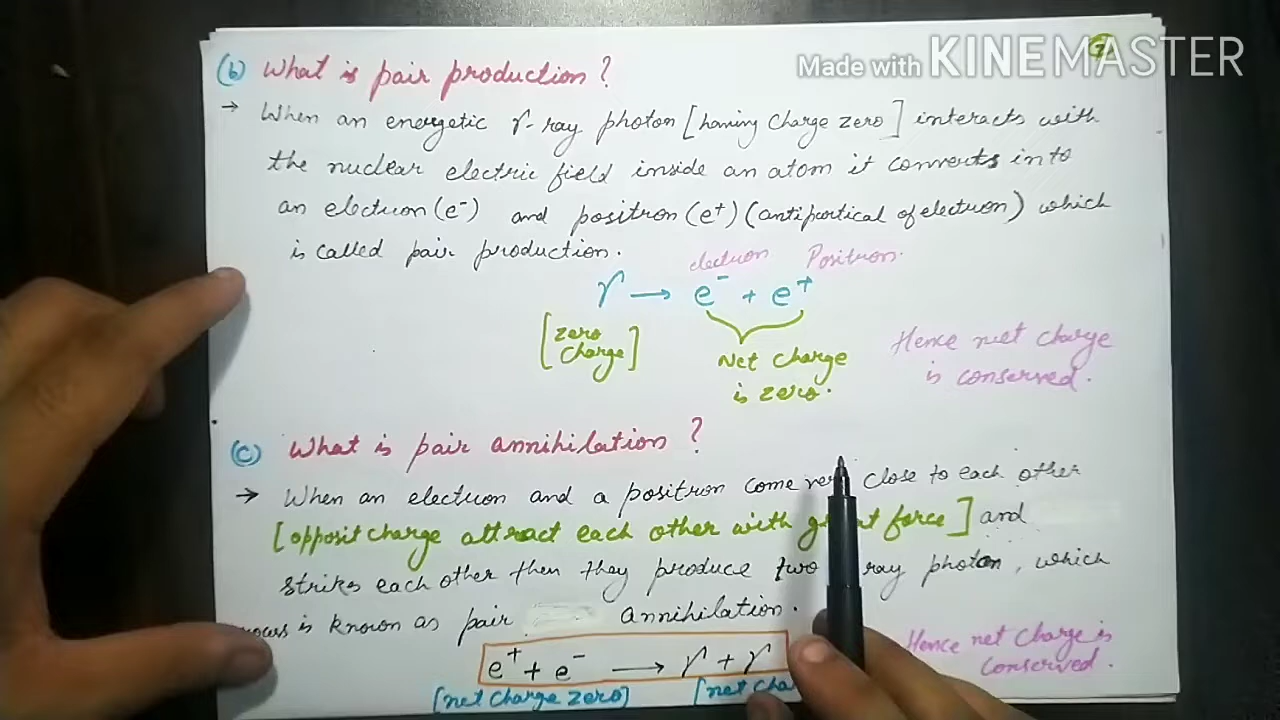 Made with KINEMASTER
(b) What is pair production?
→ When an energetic γ-ray photon [having charge zero] interacts with
the nuclear electric field inside an atom it converts into
an electron (e⁻) and positron (e⁺) (antipartical of electron) which
is called pair production.
electron Positron.
γ → e⁻ + e⁺
[zero charge]
Net charge
is zero.
Hence net charge
is conserved.
(c) What is pair annihilation?
→ When an electron and a positron come close to each other
[opposit charge attract each other with force] and
strikes each other then they produce two ray photon, which
is known as pair annihilation.
e⁺ + e⁻ → γ + γ
[net charge zero] [net cha
Hence net charge is
conserved.